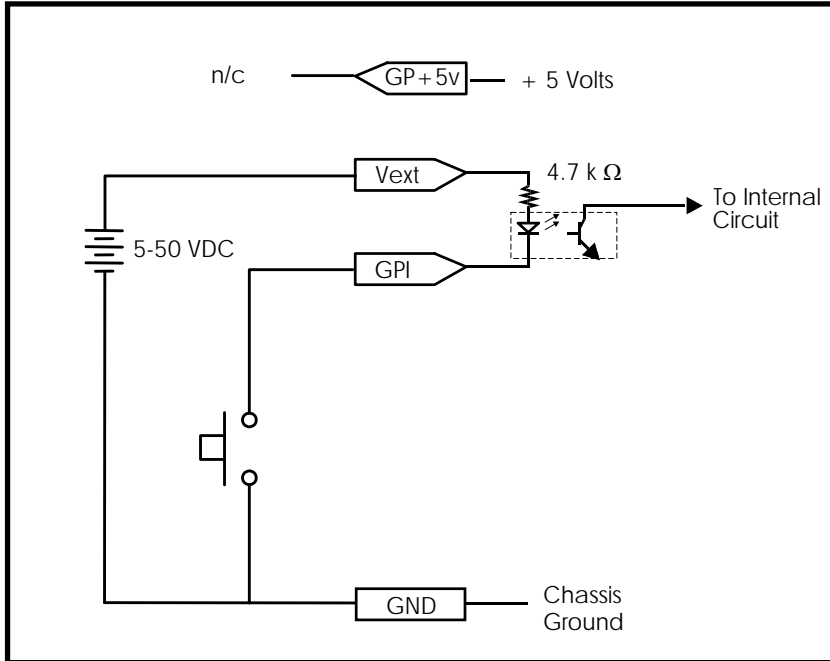 n/c
GP+5v
+ 5 Volts
Vext
4.7 k Ω
To Internal
Circuit
5-50 VDC
GPI
GND
Chassis
Ground